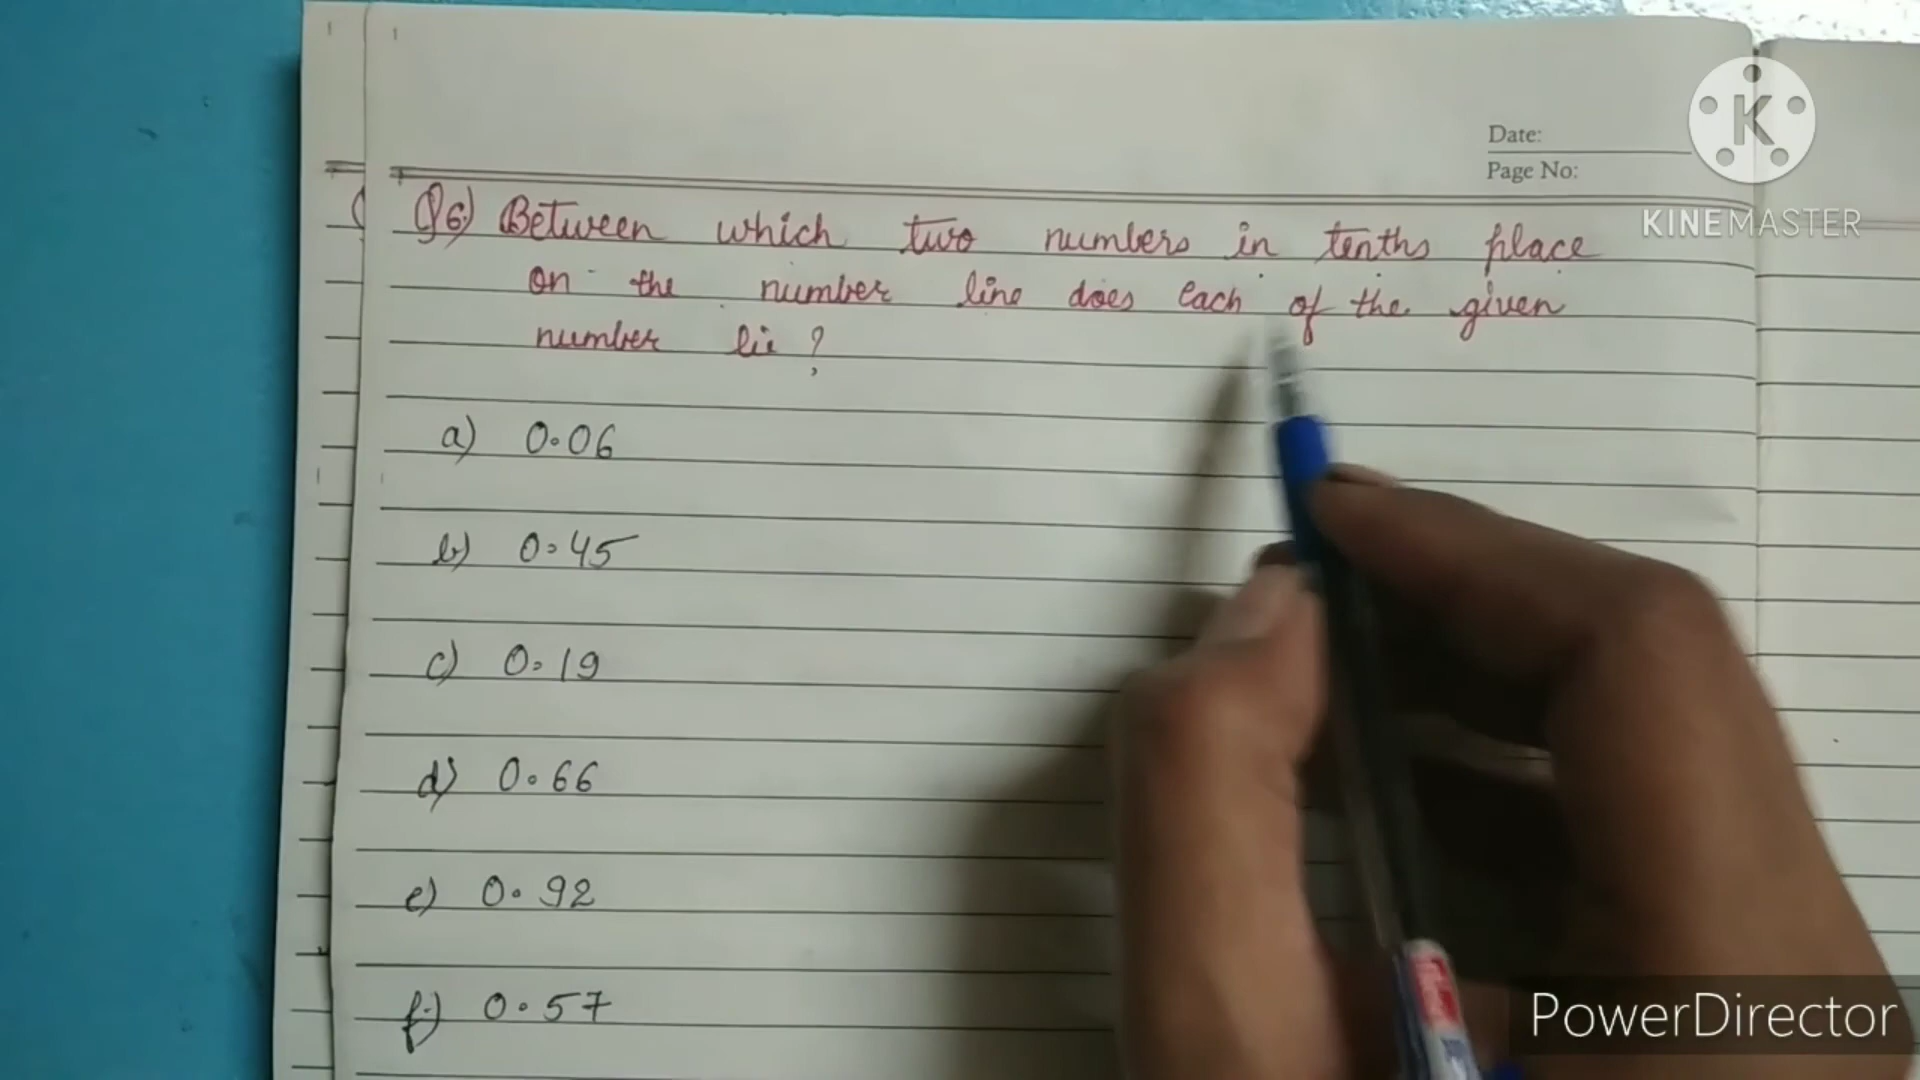 Date:
Page No:
K
KINEMASTER
Q6) Between which two numbers in tenths place
on the number line does each of the given
number lie ?
a) 0.06
b) 0.45
c) 0.19
d) 0.66
e) 0.92
f) 0.57
PowerDirector